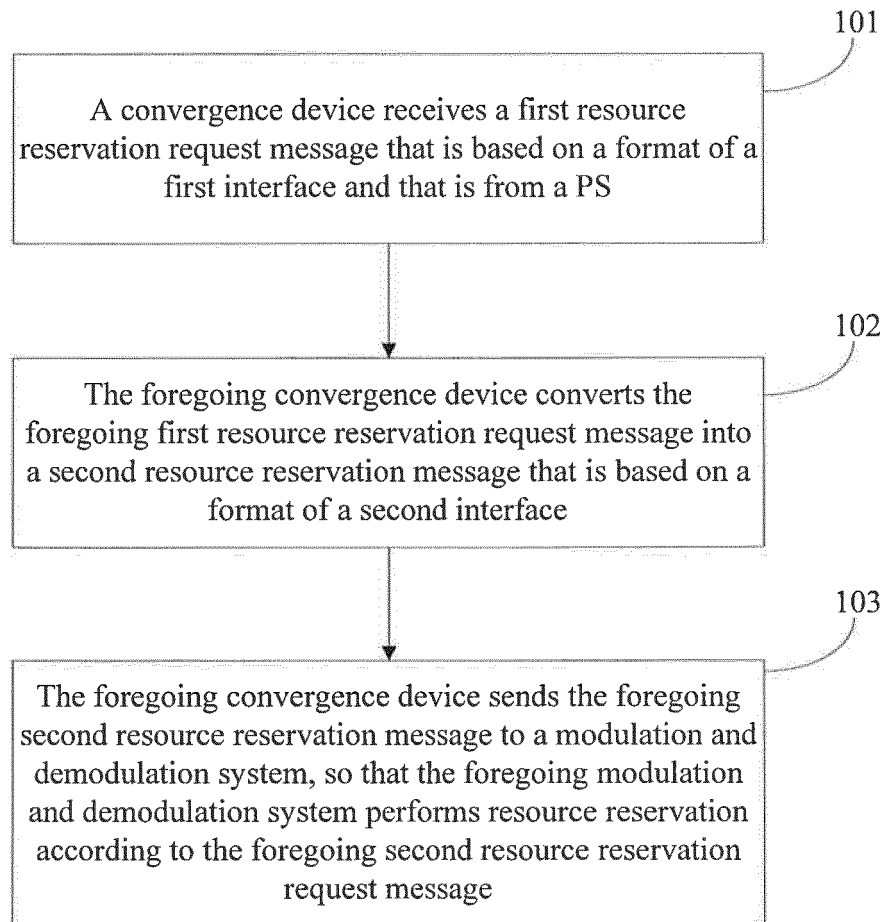 101
A convergence device receives a first resource
reservation request message that is based on a format of a
first interface and that is from a PS
102
The foregoing convergence device converts the
foregoing first resource reservation request message into
a second resource reservation message that is based on a
format of a second interface
103
The foregoing convergence device sends the foregoing
second resource reservation message to a modulation and
demodulation system, so that the foregoing modulation
and demodulation system performs resource reservation
according to the foregoing second resource reservation
request message